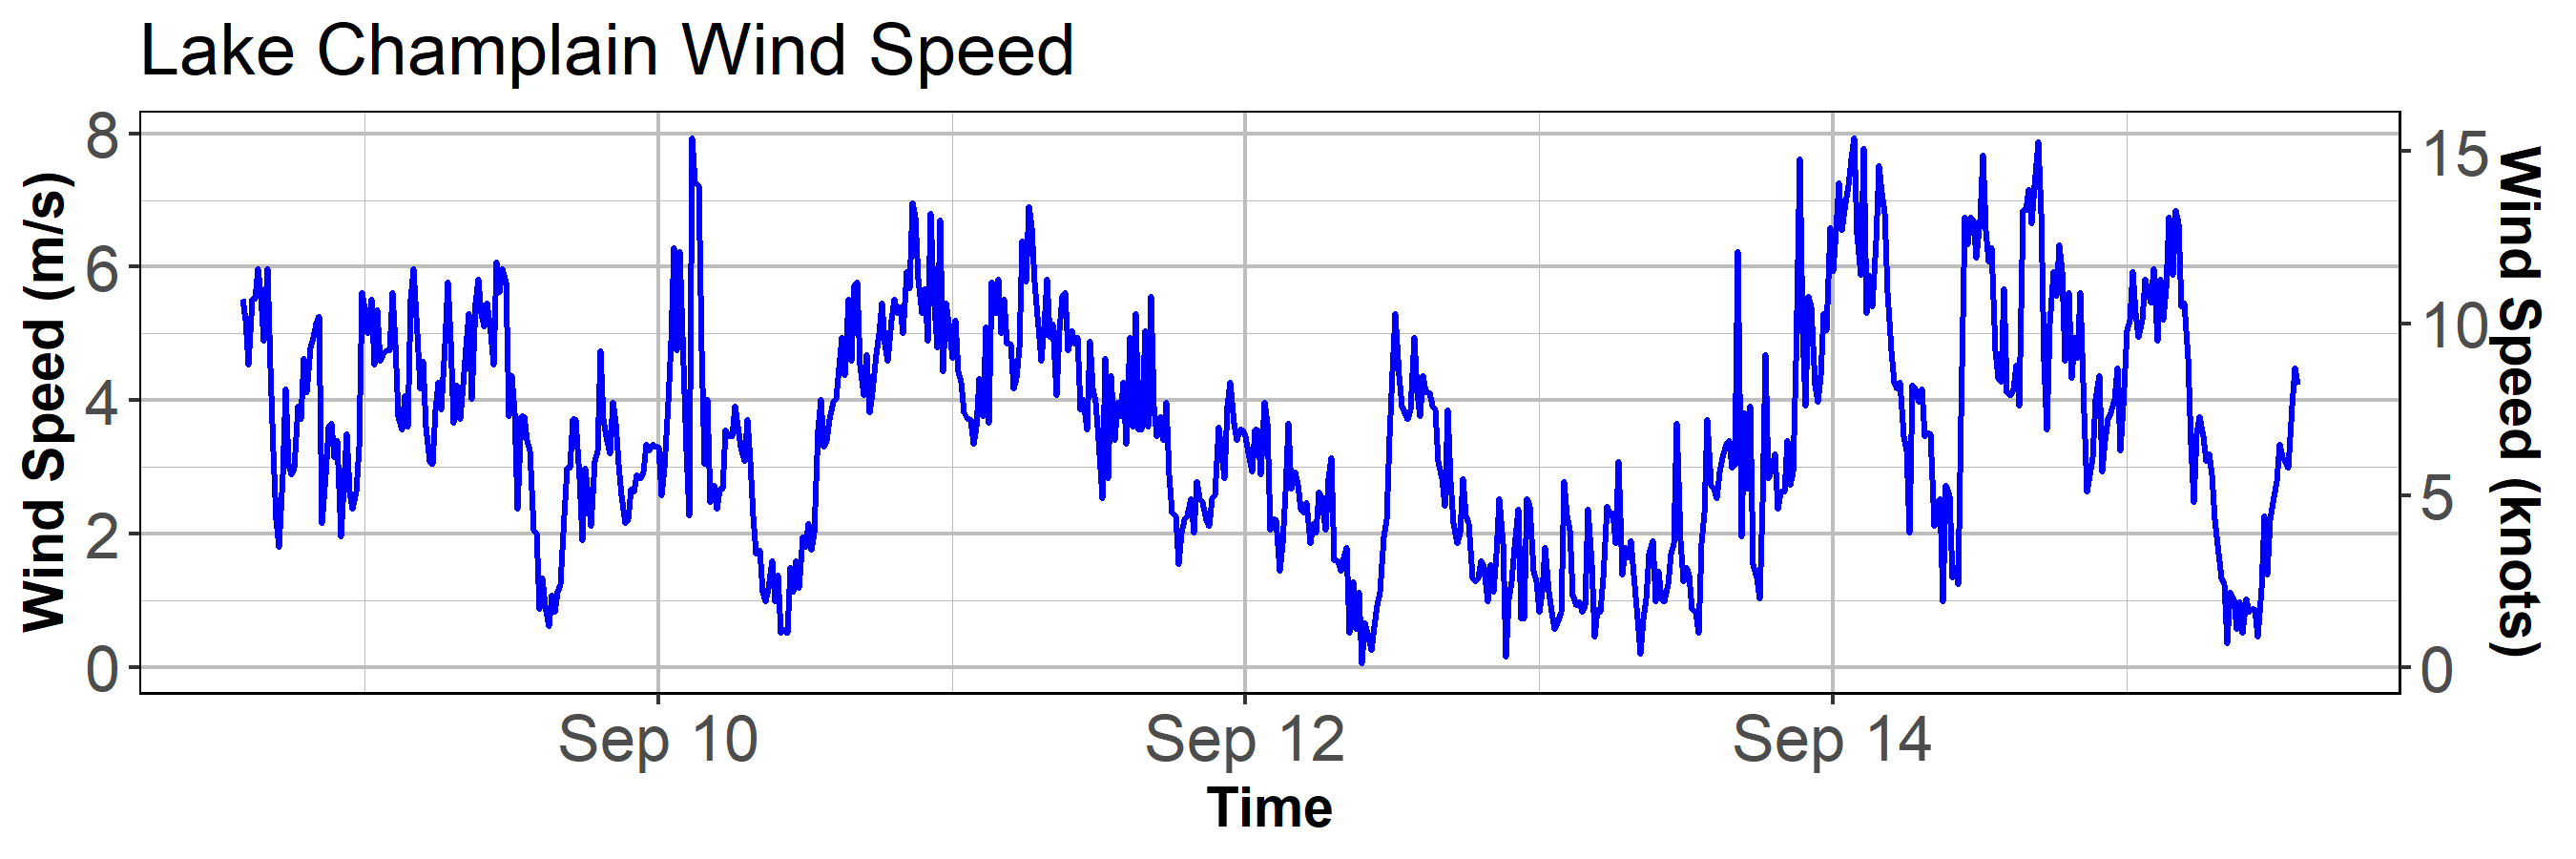 Lake Champlain Wind Speed
8
6
4
2
0
Wind Speed (m/s)
15
10
5
0
Wind Speed (knots)
Sep 10 Sep 12 Sep 14
Time